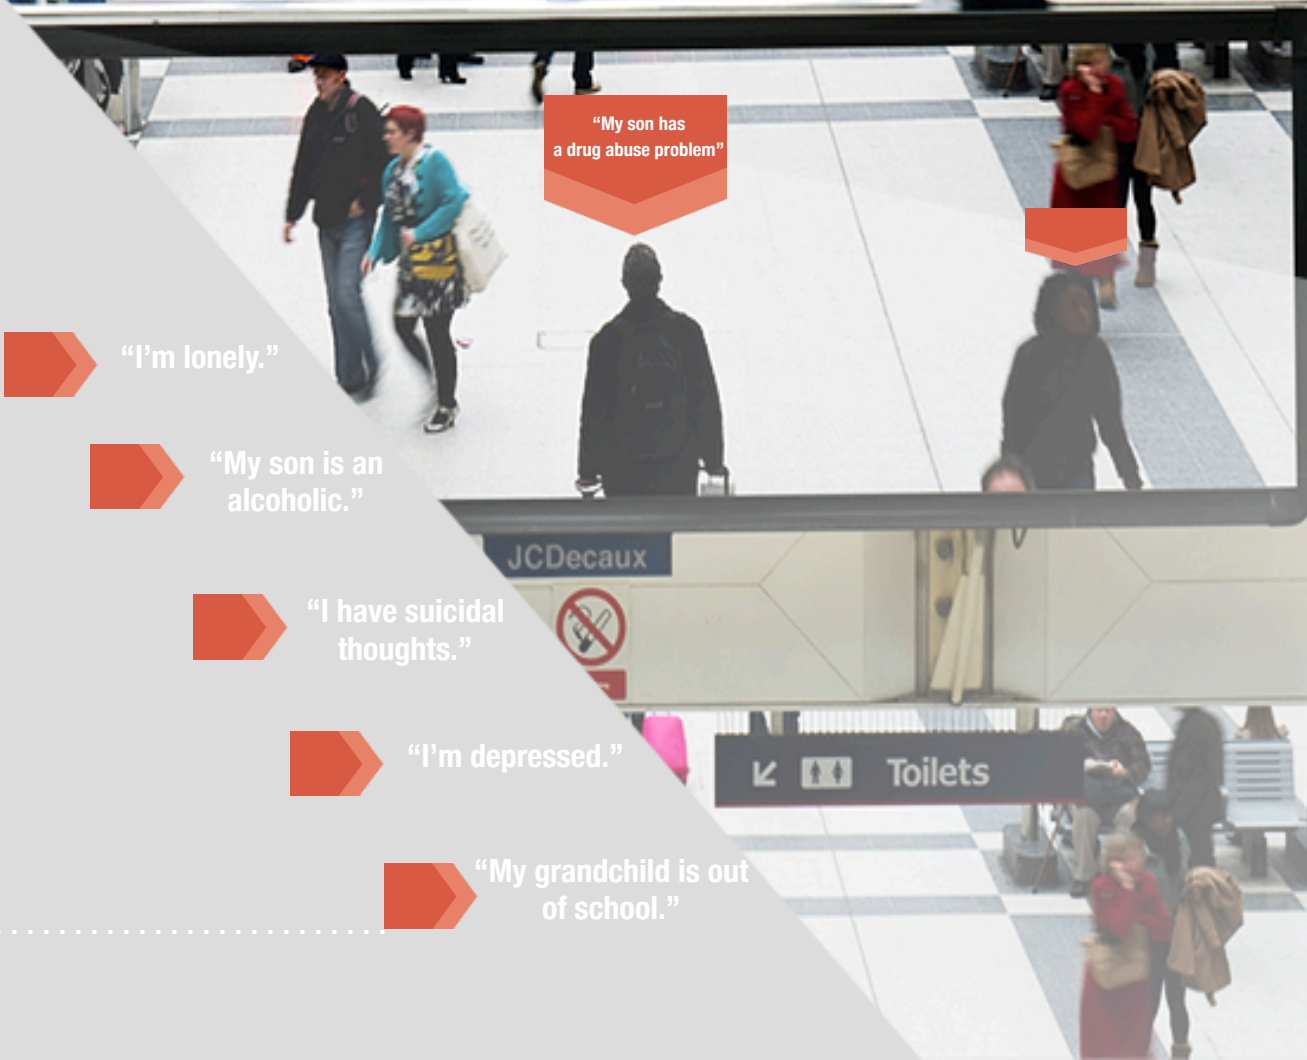 “My son has
a drug abuse problem”
“I’m lonely.”
“My son is an
alcoholic.”
JCDecaux
“I have suicidal
thoughts.”
“I’m depressed.”
Toilets
“My grandchild is out
of school.”